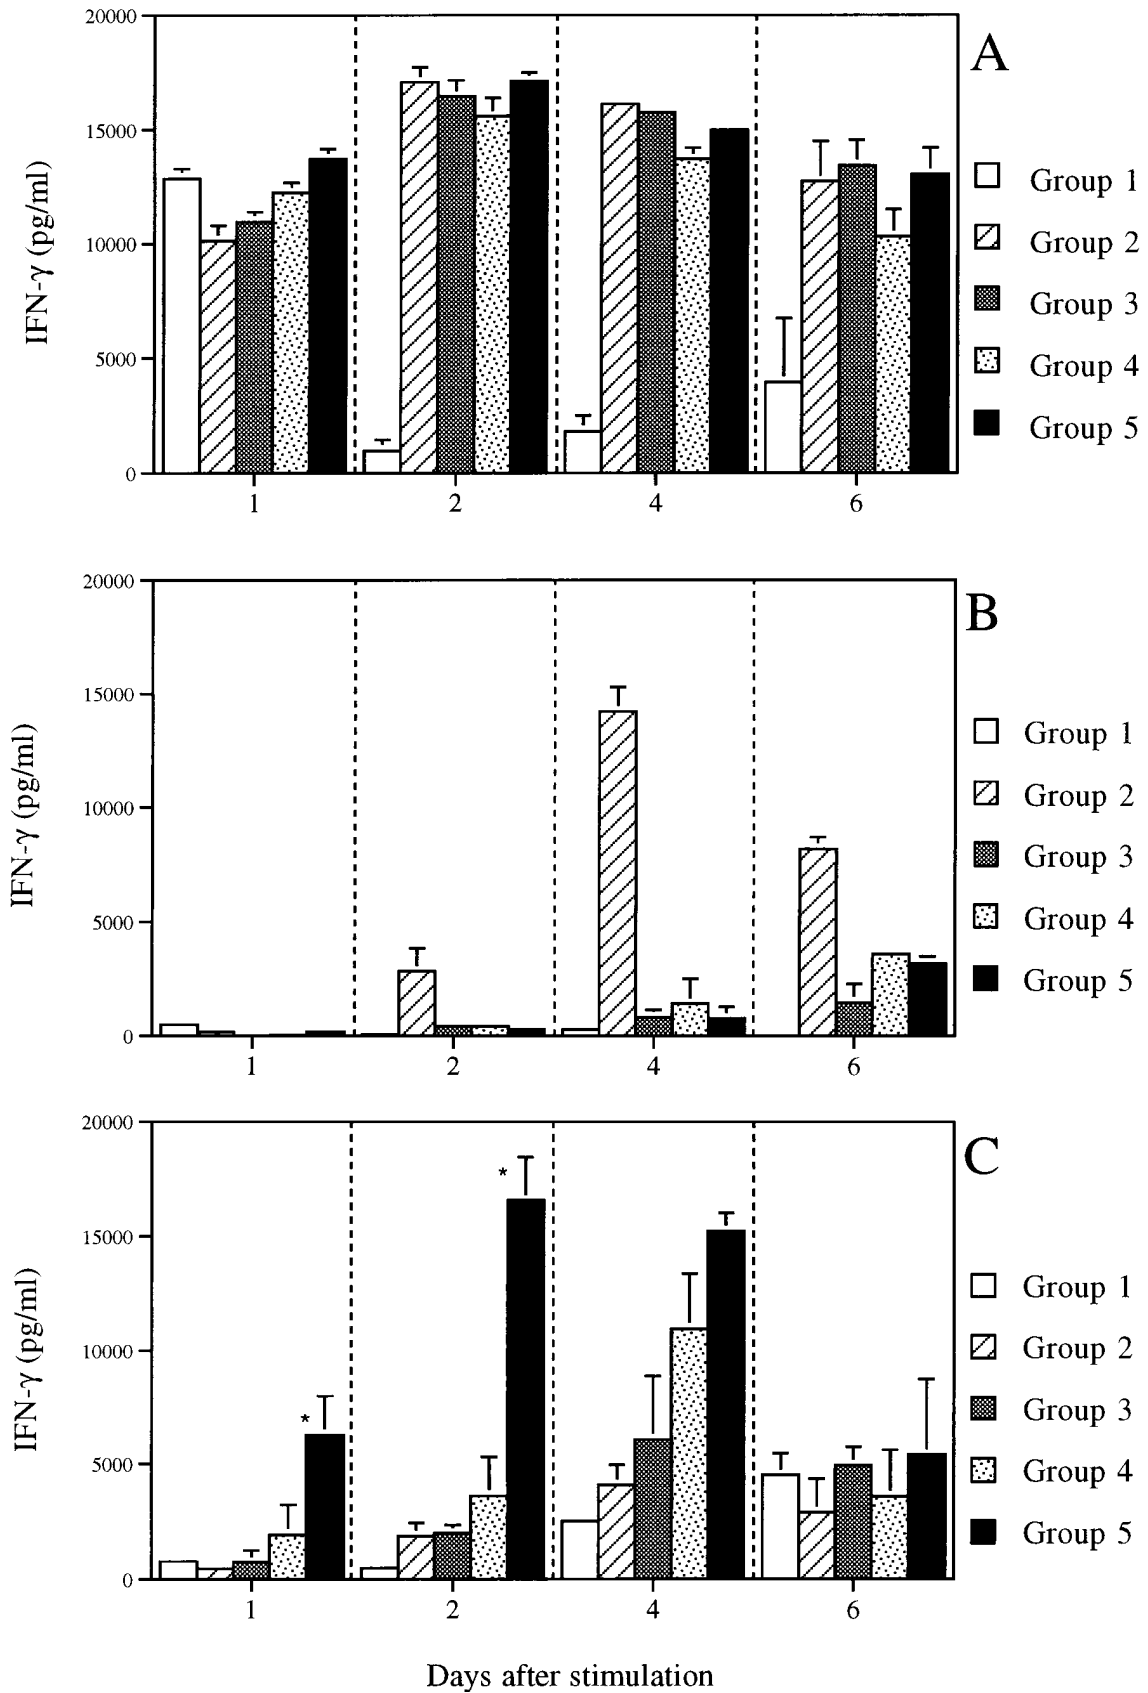 20000
15000
10000
5000
0
IFN-γ (pg/ml)
1 2 4 6
A
Group 1
Group 2
Group 3
Group 4
Group 5
20000
15000
10000
5000
0
IFN-γ (pg/ml)
1 2 4 6
B
Group 1
Group 2
Group 3
Group 4
Group 5
20000
15000
10000
5000
0
IFN-γ (pg/ml)
*
*
1 2 4 6
C
Group 1
Group 2
Group 3
Group 4
Group 5
Days after stimulation